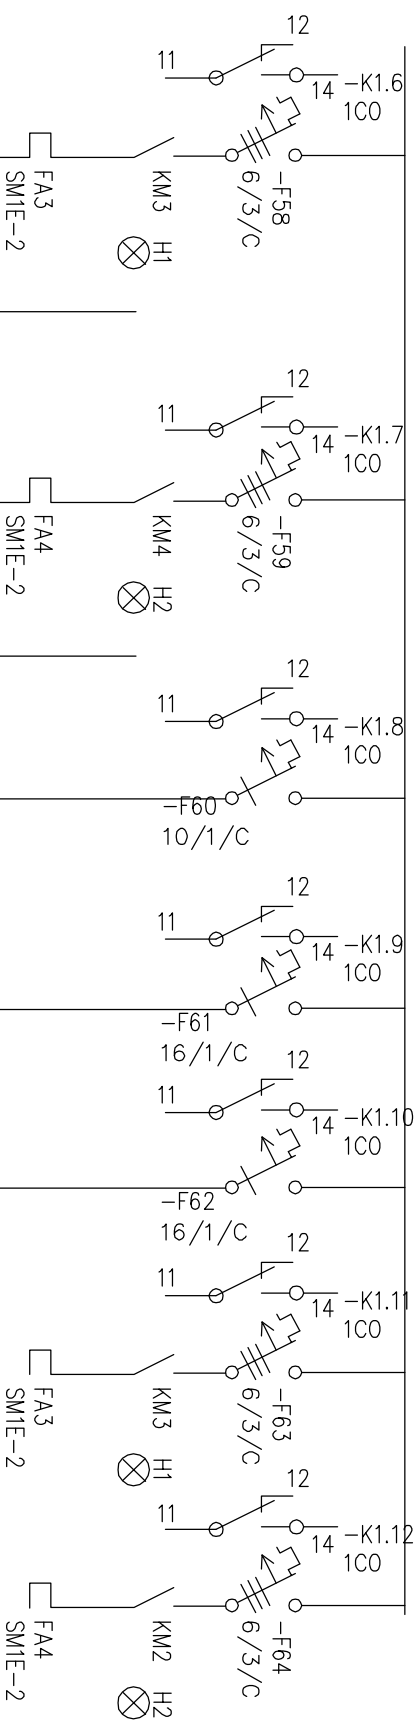 12
11
14
-K1.6
1CO
-F58
6/3/C
KM3
FA3
SM1E-2
H1
12
11
14
-K1.7
1CO
-F59
6/3/C
KM4
FA4
SM1E-2
H2
12
11
14
-K1.8
1CO
-F60
10/1/C
12
11
14
-K1.9
1CO
-F61
16/1/C
12
11
14
-K1.10
1CO
-F62
16/1/C
12
11
14
-K1.11
1CO
-F63
6/3/C
KM3
FA3
SM1E-2
H1
12
11
14
-K1.12
1CO
-F64
6/3/C
KM2
FA4
SM1E-2
H2